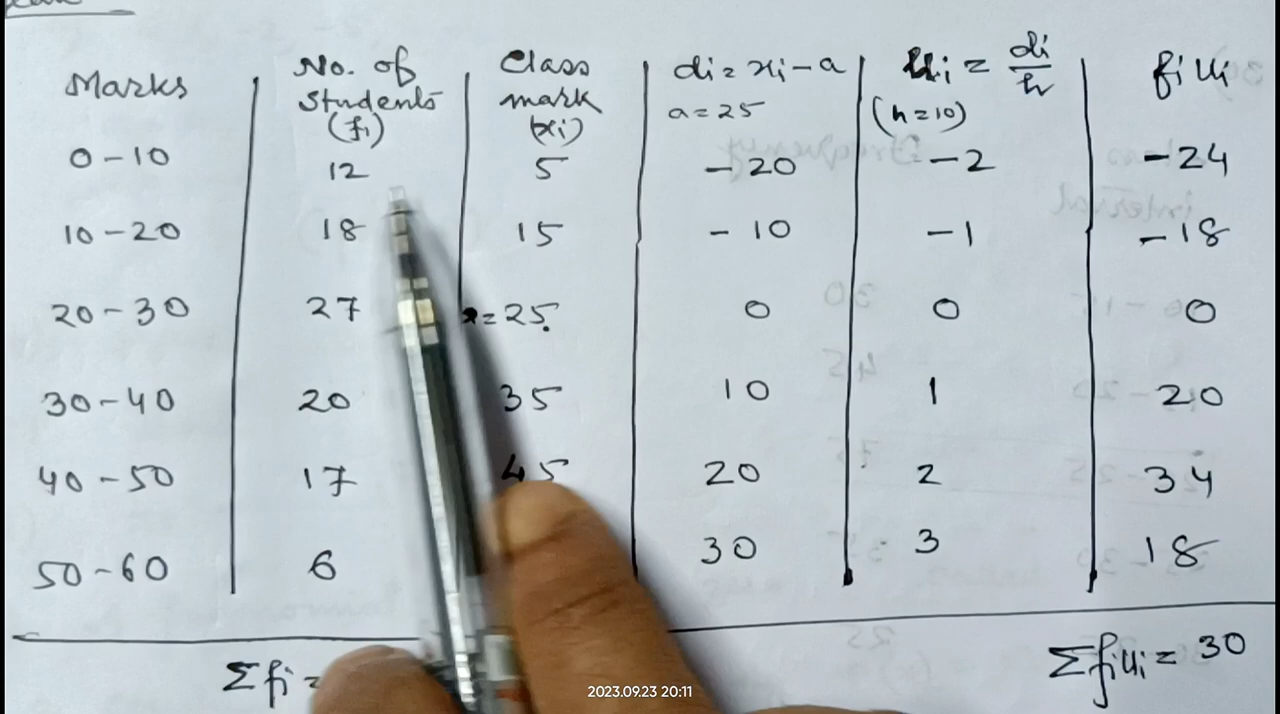 Marks No. of students (fi) Class mark (xi) di = xi - a a = 25 ui = di/h (h = 10) fi ui
0-10 12 5 -20 -2 -24
10-20 18 15 -10 -1 -18
20-30 27 = 25 0 0 0
30-40 20 35 10 1 20
40-50 17 45 20 2 34
50-60 6 30 3 18
Σfi = Σfiui = 30
2023.09.23 20:11